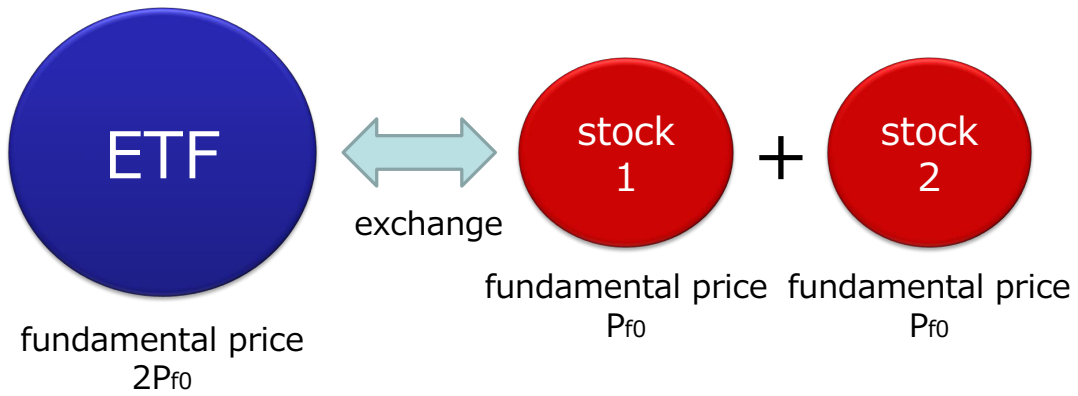 ETF
exchange
stock
1
+
stock
2
fundamental price
2Pf0
fundamental price
Pf0
fundamental price
Pf0